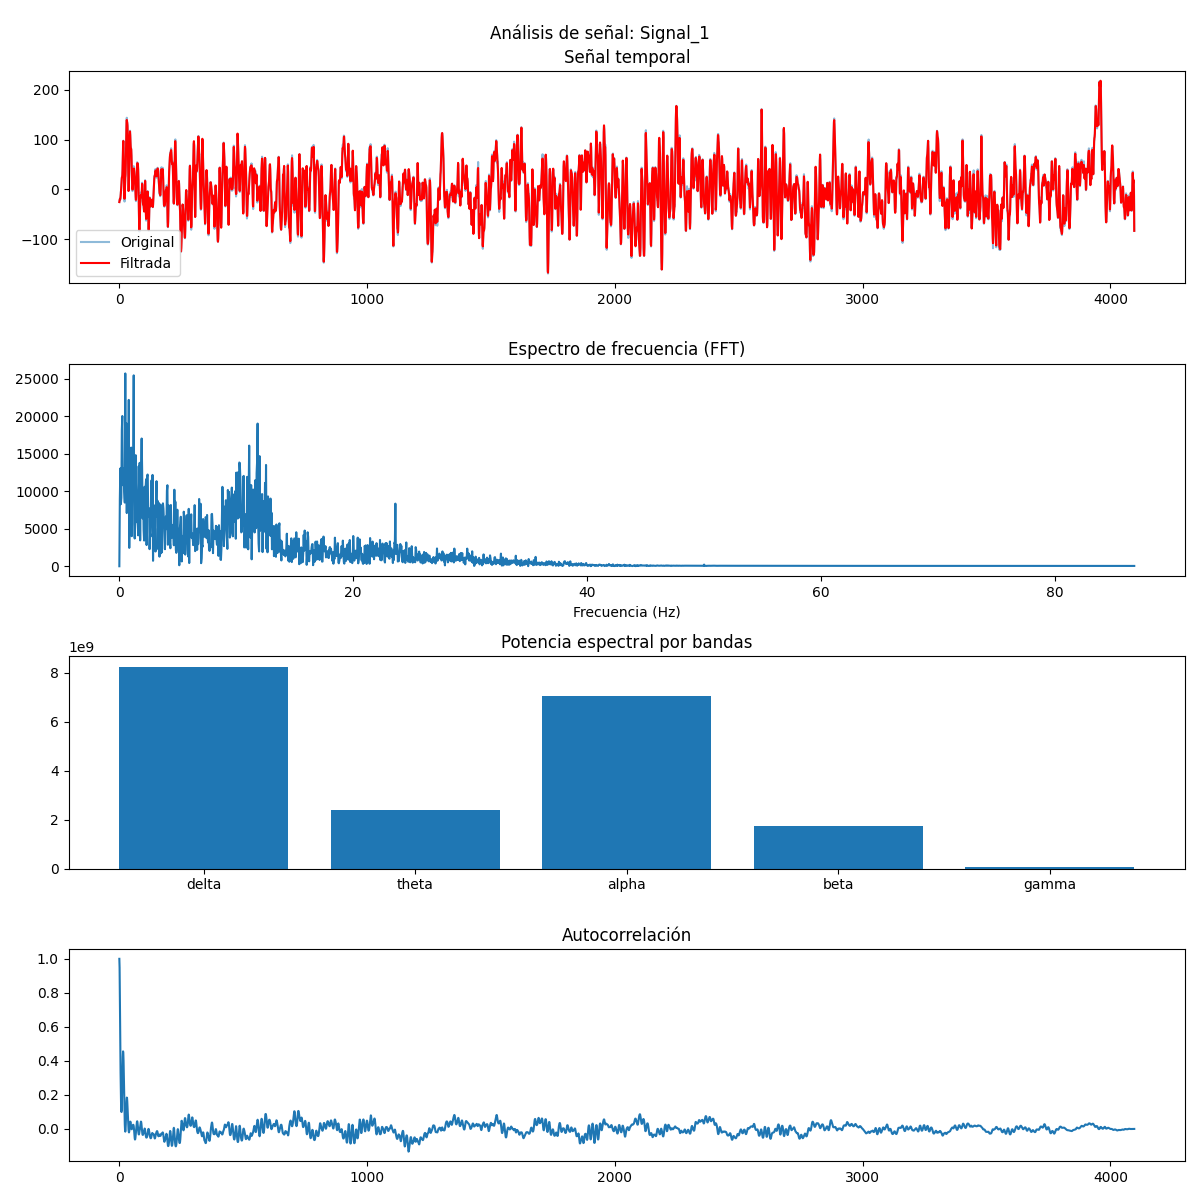 Análisis de señal: Signal_1
Señal temporal
200
100
0
−100
Original
Filtrada
0 1000 2000 3000 4000
Espectro de frecuencia (FFT)
25000
20000
15000
10000
5000
0
0 20 40 60 80
Frecuencia (Hz)
Potencia espectral por bandas
1e9
8
6
4
2
0
delta theta alpha beta gamma
Autocorrelación
1.0
0.8
0.6
0.4
0.2
0.0
0 1000 2000 3000 4000